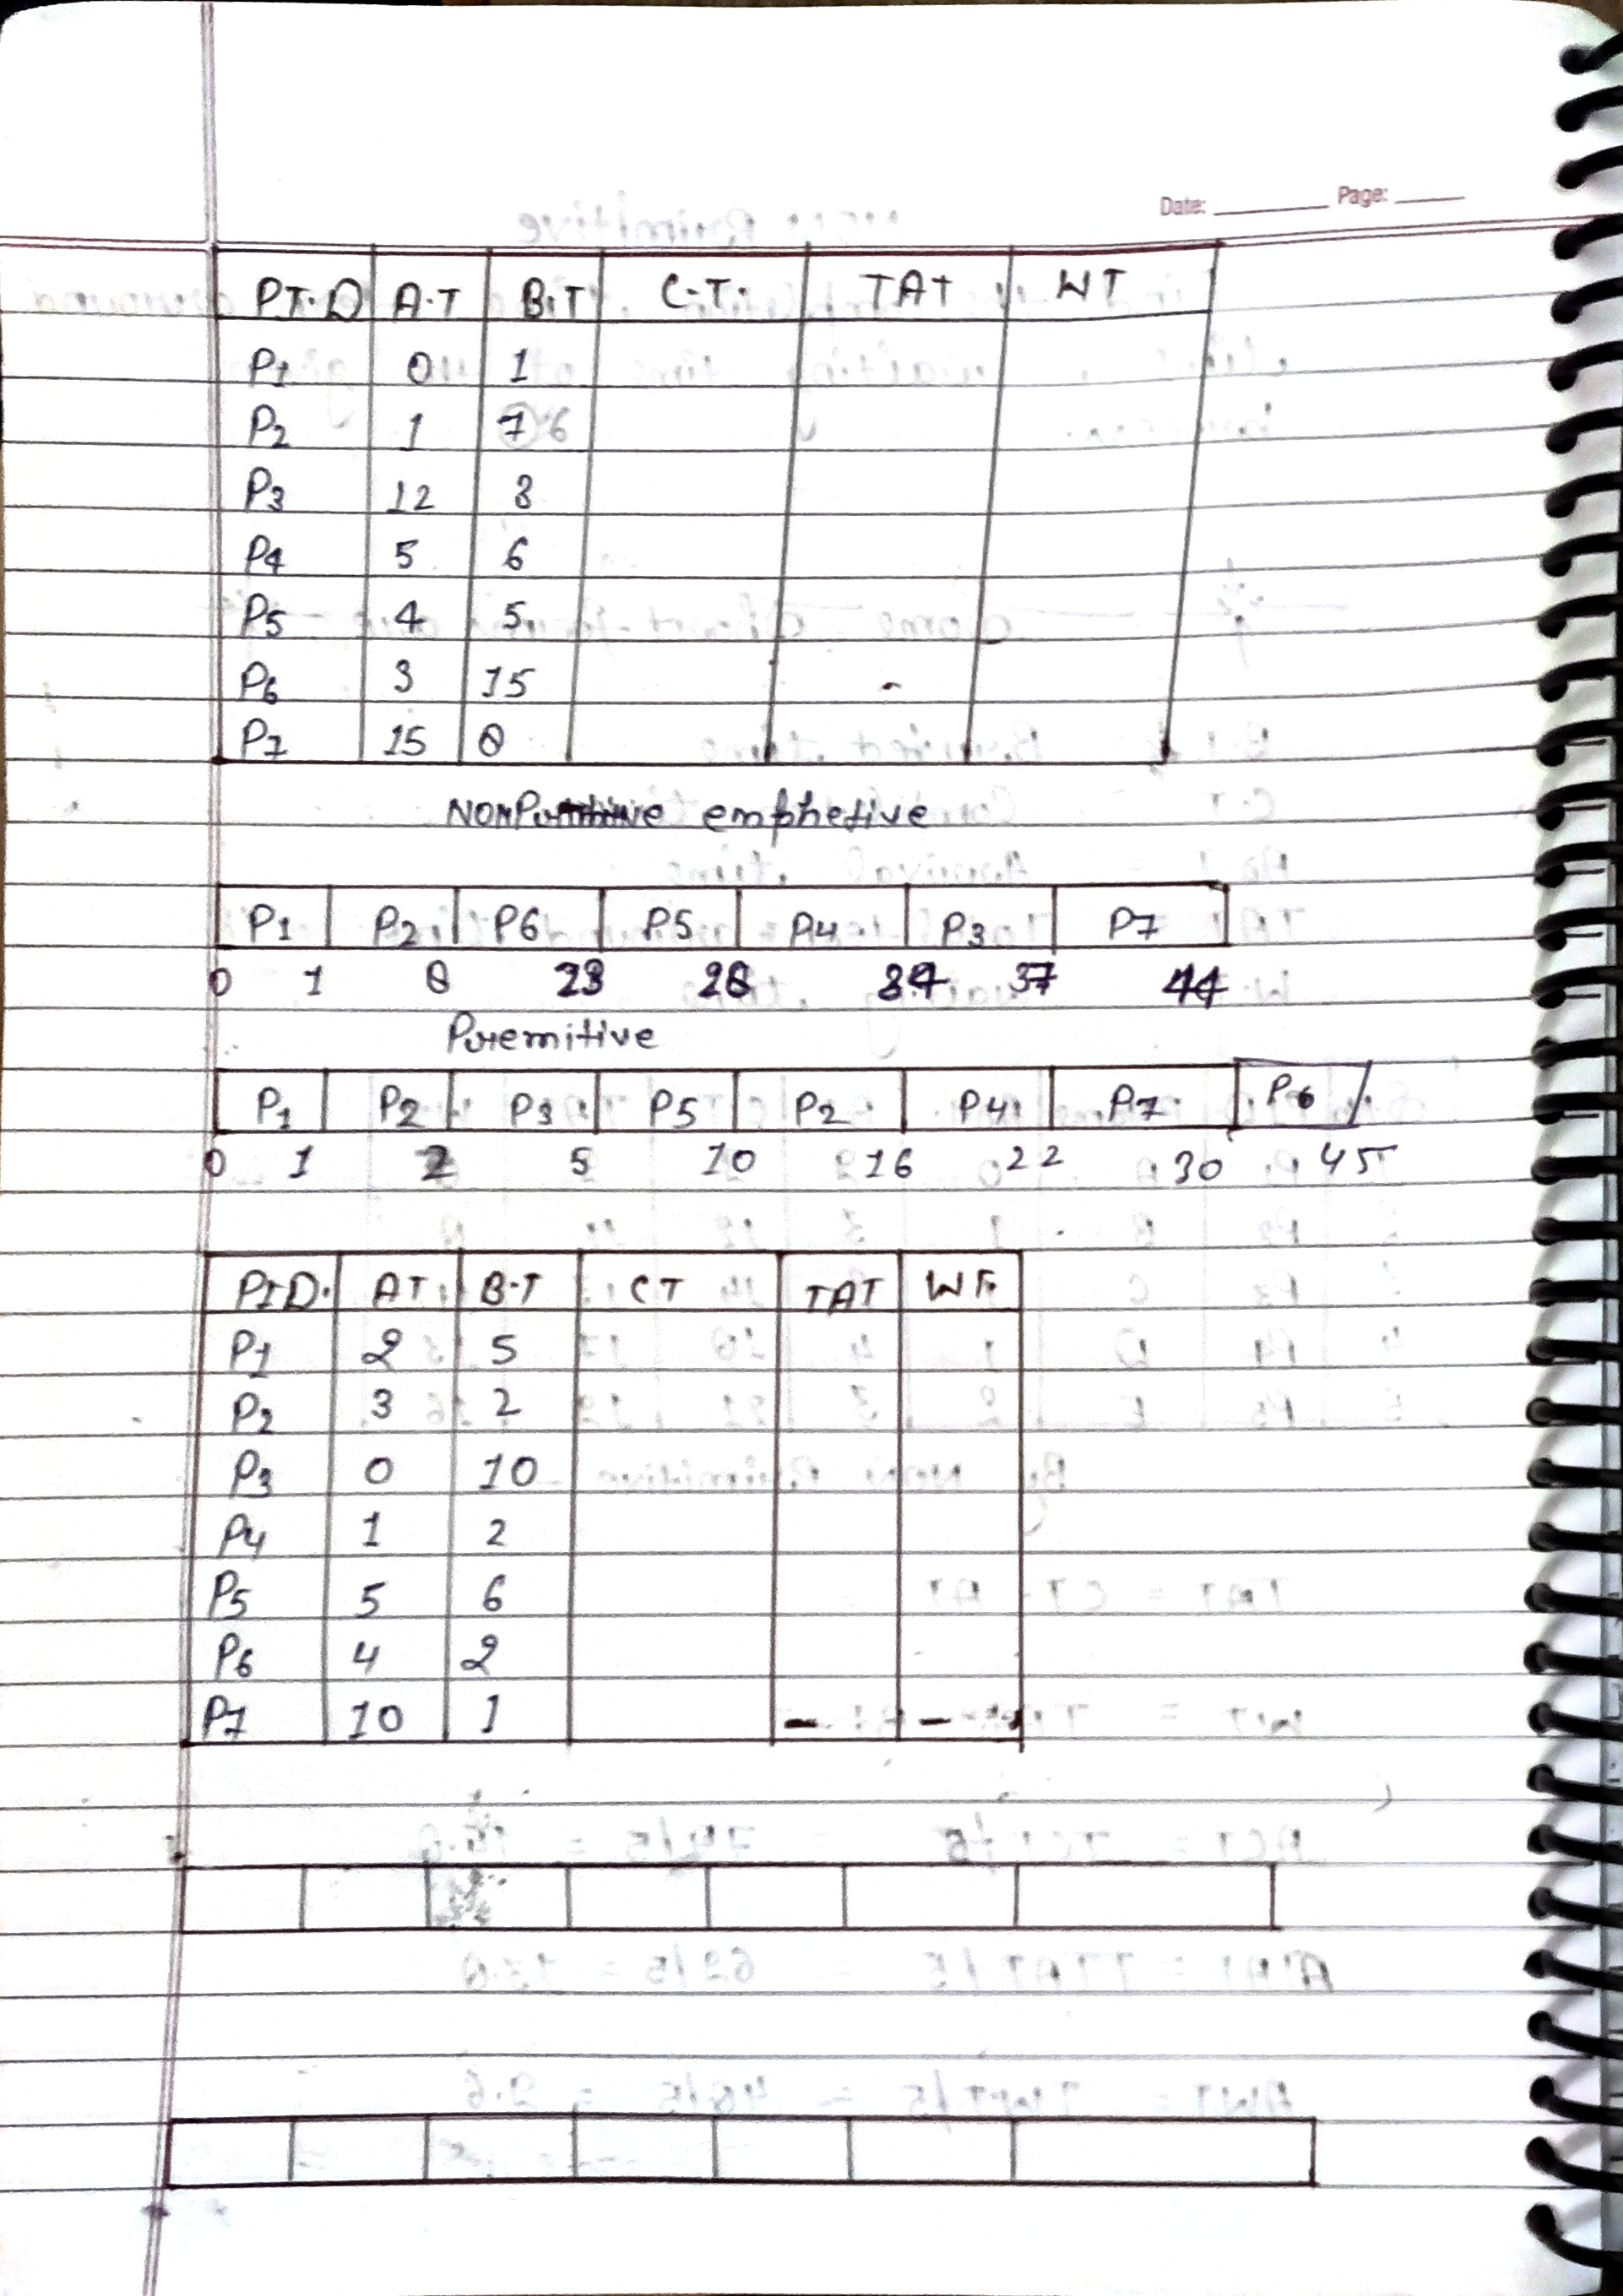 Date: Page:
PI.D A.T B.T C.T. TAT WT
P1 0 1
P2 1 7 6
P3 12 3
P4 5 6
P5 4 5
P6 3 15
P7 15 8
emphetive
P1 P2 P6 P5 P4 P3 P7
0 1 8 23 28 34 37 44
Premitive
P1 P2 P3 P5 P2 P4 P7 P6
0 1 2 5 10 16 22 30 45
PID. AT B.T CT TAT WT.
P1 2 5
P2 3 2
P3 0 10
P4 1 2
P5 5 6
P6 4 2
P7 10 1 - -